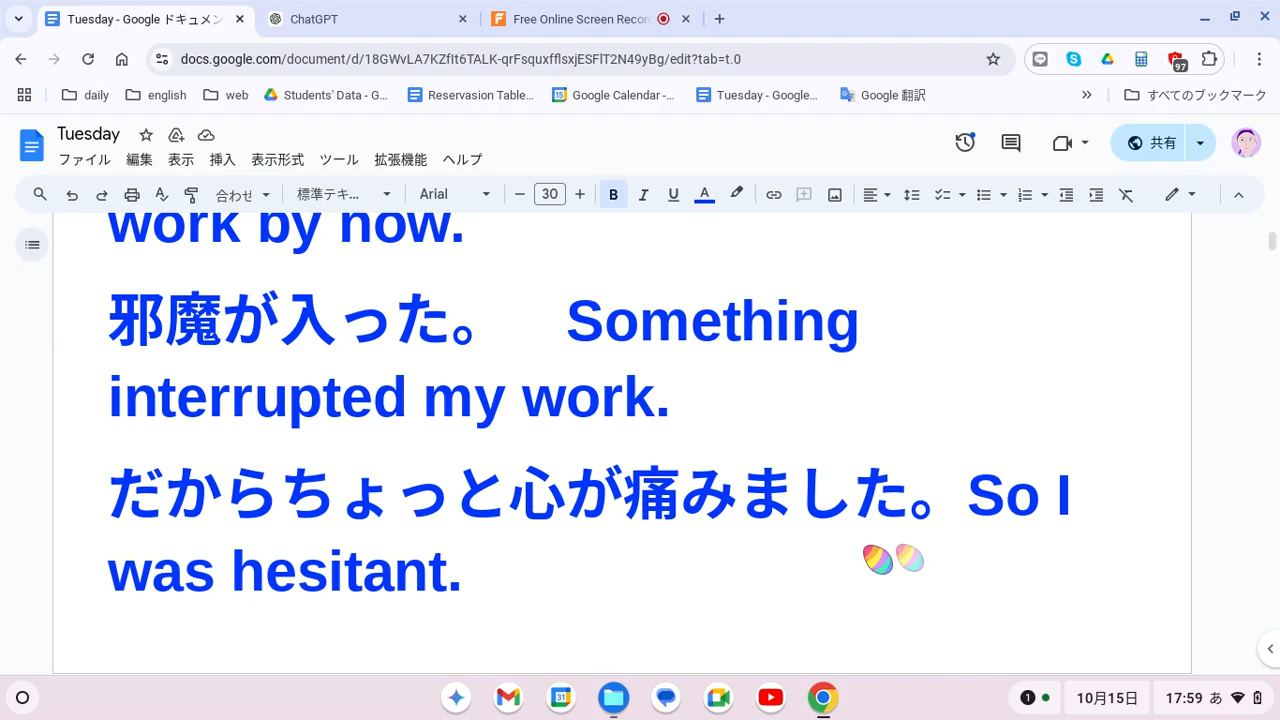 Tuesday - Google ドキュメン
ChatGPT
Free Online Screen Recor
docs.google.com/document/d/18GWvLA7KZfIt6TALK-qrFsquxfflsxjESFlT2N49yBg/edit?tab=t.0
97
daily
english
web
Students' Data - G...
Reservasion Table...
Google Calendar -...
Tuesday - Google...
Google 翻訳
すべてのブックマーク
Tuesday
共有
ファイル 編集 表示 挿入 表示形式 ツール 拡張機能 ヘルプ
合わせ
標準テキ...
Arial
30
B I U A
work by now.
邪魔が入った。 Something
interrupted my work.
だからちょっと心が痛みました。So I
was hesitant.
31
1
10月15日
17:59 あ